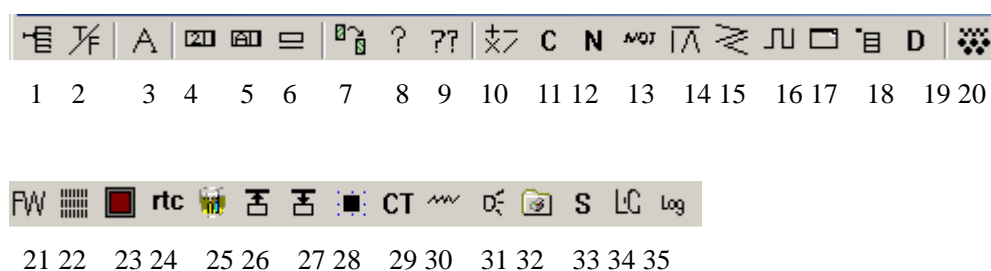 T/F A 2 A ? ?? C N NOT D
1 2 3 4 5 6 7 8 9 10 11 12 13 14 15 16 17 18 19 20
FW rtc CT D S LC Log
21 22 23 24 25 26 27 28 29 30 31 32 33 34 35